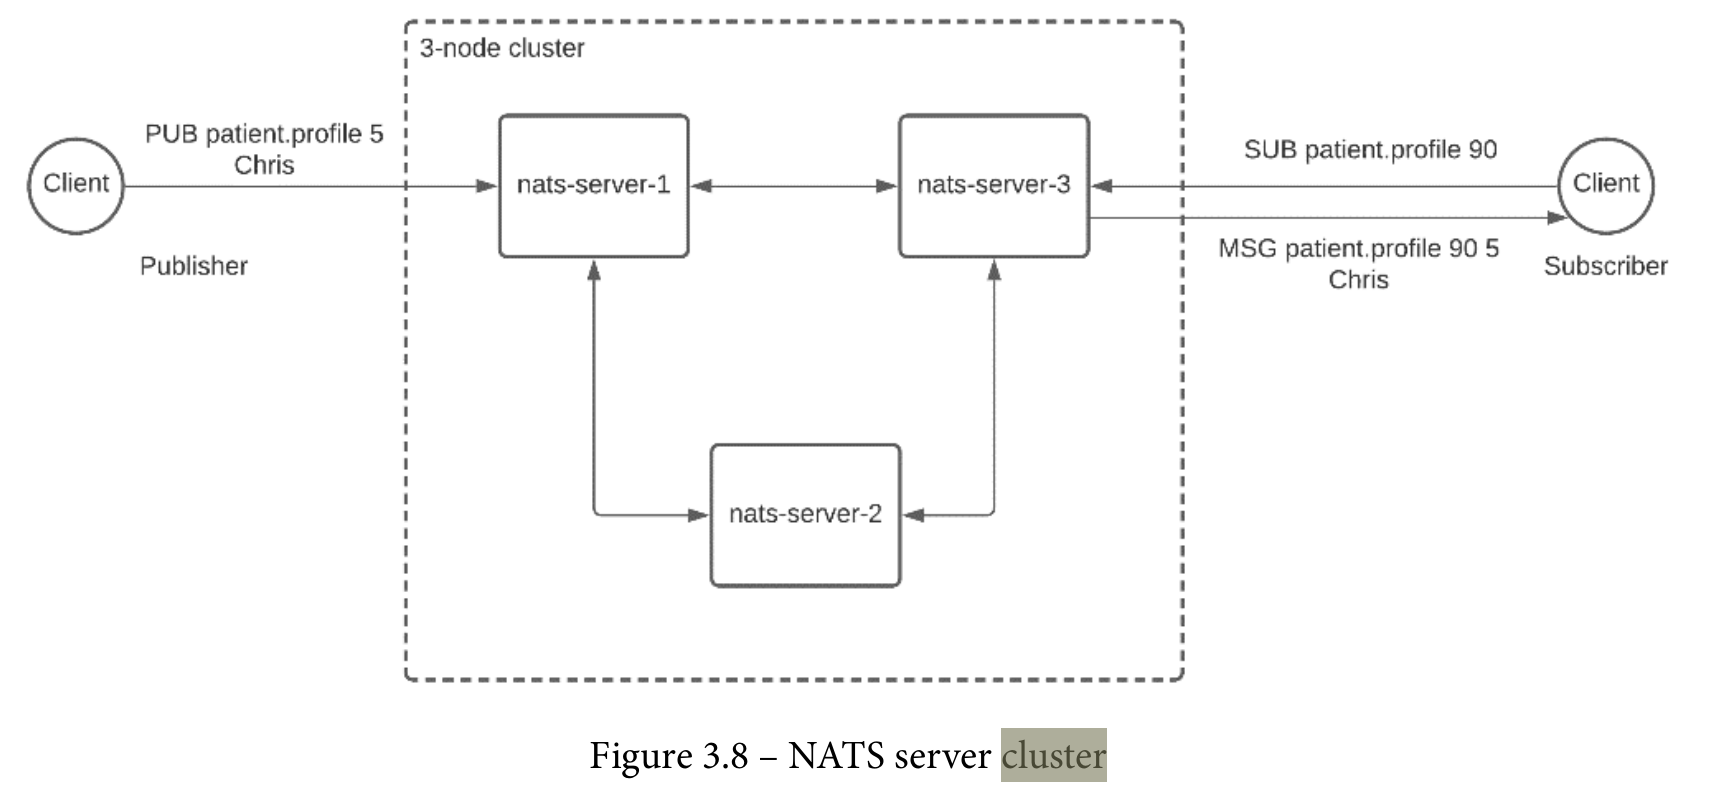 3-node cluster
PUB patient.profile 5
Chris
Client
Publisher
nats-server-1
nats-server-3
nats-server-2
SUB patient.profile 90
Client
MSG patient.profile 90 5
Chris
Subscriber
Figure 3.8 – NATS server cluster